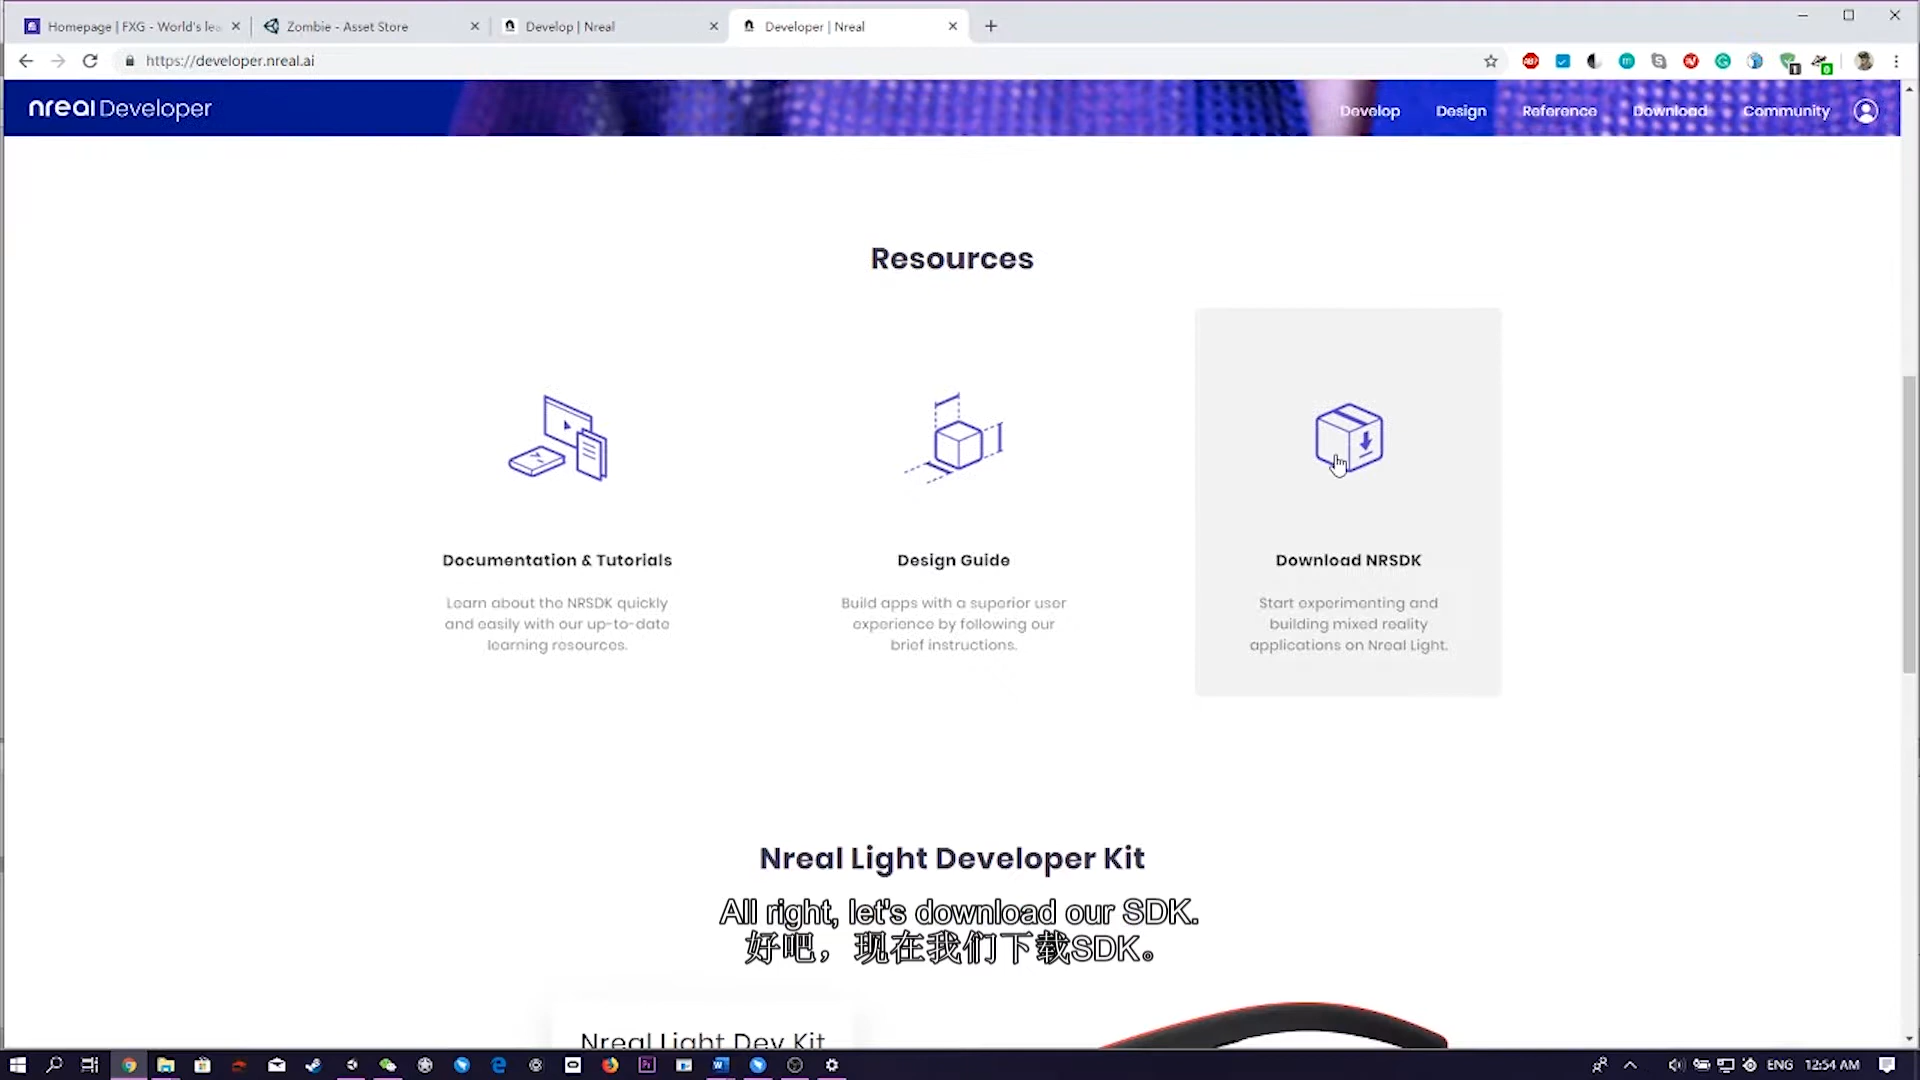 Homepage | FXG - World's lea
Zombie - Asset Store
Develop | Nreal
Developer | Nreal
https://developer.nreal.ai
nreal Developer
Develop
Design
Reference
Download
Community
Resources
Documentation & Tutorials
Learn about the NRSDK quickly
and easily with our up-to-date
learning resources.
Design Guide
Build apps with a superior user
experience by following our
brief instructions.
Download NRSDK
Start experimenting and
building mixed reality
applications on Nreal Light.
Nreal Light Developer Kit
All right, let's download our SDK.
好吧，现在我们下载SDK。
Nreal Light Dev Kit
ENG
12:54 AM